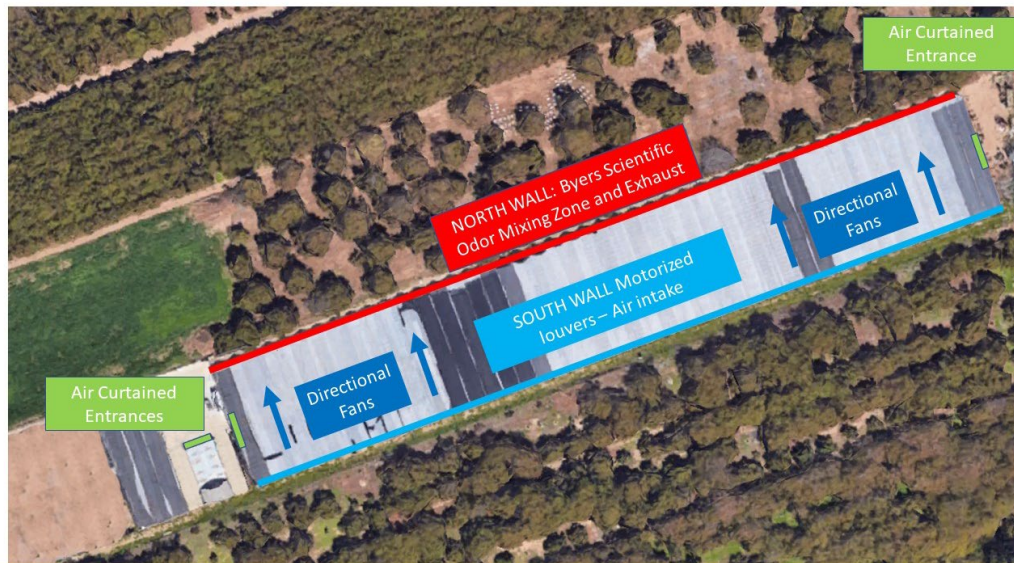 Air Curtained
Entrance
NORTH WALL: Byers Scientific
Odor Mixing Zone and Exhaust
Directional
Fans
SOUTH WALL Motorized
louvers – Air intake
Directional
Fans
Air Curtained
Entrances